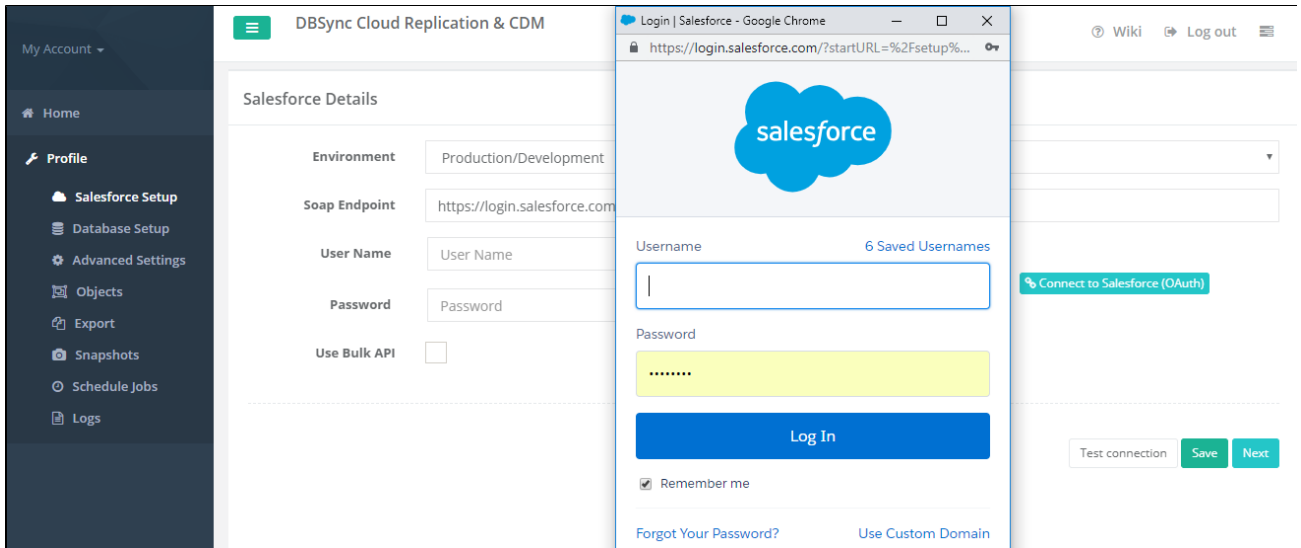 My Account
Home
Profile
Salesforce Setup
Database Setup
Advanced Settings
Objects
Export
Snapshots
Schedule Jobs
Logs
DBSync Cloud Replication & CDM
Wiki
Log out
Salesforce Details
Environment
Production/Development
Soap Endpoint
https://login.salesforce.com
User Name
User Name
Password
Password
Use Bulk API
Connect to Salesforce (OAuth)
Test connection
Save
Next
Login | Salesforce - Google Chrome
https://login.salesforce.com/?startURL=%2Fsetup%...
salesforce
Username
6 Saved Usernames
Password
Log In
Remember me
Forgot Your Password?
Use Custom Domain